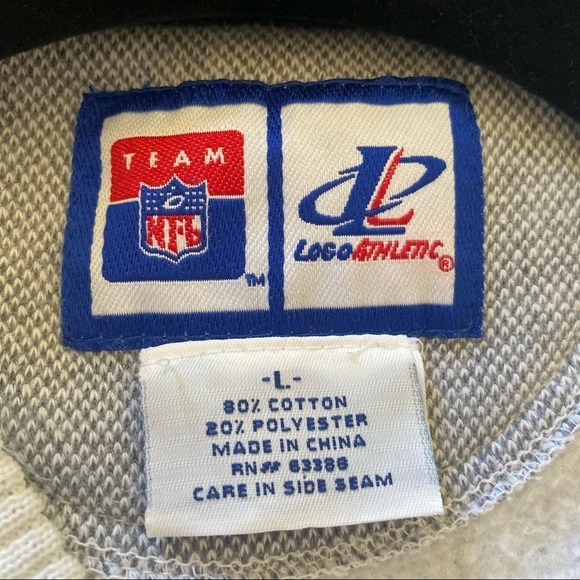 TEAM
NFL
TM
L
LOGO ATHLETIC ®
-L-
80% COTTON
20% POLYESTER
MADE IN CHINA
RN## 63386
CARE IN SIDE SEAM